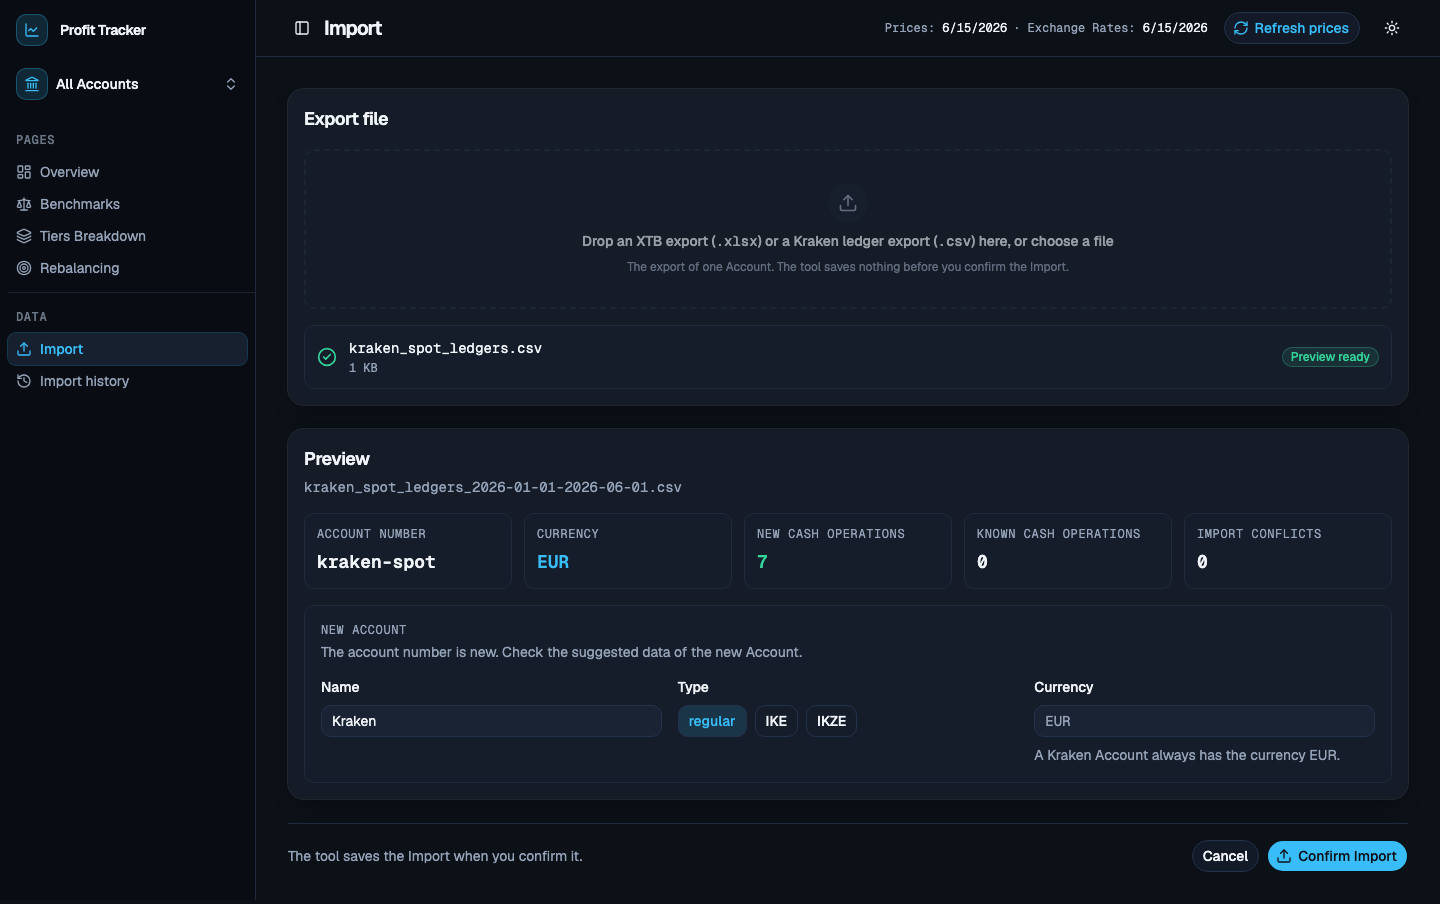 Profit Tracker
All Accounts
PAGES
Overview
Benchmarks
Tiers Breakdown
Rebalancing
DATA
Import
Import history
Import
Prices: 6/15/2026 · Exchange Rates: 6/15/2026
Refresh prices
Export file
Drop an XTB export (.xlsx) or a Kraken ledger export (.csv) here, or choose a file
The export of one Account. The tool saves nothing before you confirm the Import.
kraken_spot_ledgers.csv
1 KB
Preview ready
Preview
kraken_spot_ledgers_2026-01-01-2026-06-01.csv
ACCOUNT NUMBER
kraken-spot
CURRENCY
EUR
NEW CASH OPERATIONS
7
KNOWN CASH OPERATIONS
0
IMPORT CONFLICTS
0
NEW ACCOUNT
The account number is new. Check the suggested data of the new Account.
Name
Kraken
Type
regular
IKE
IKZE
Currency
EUR
A Kraken Account always has the currency EUR.
The tool saves the Import when you confirm it.
Cancel
Confirm Import